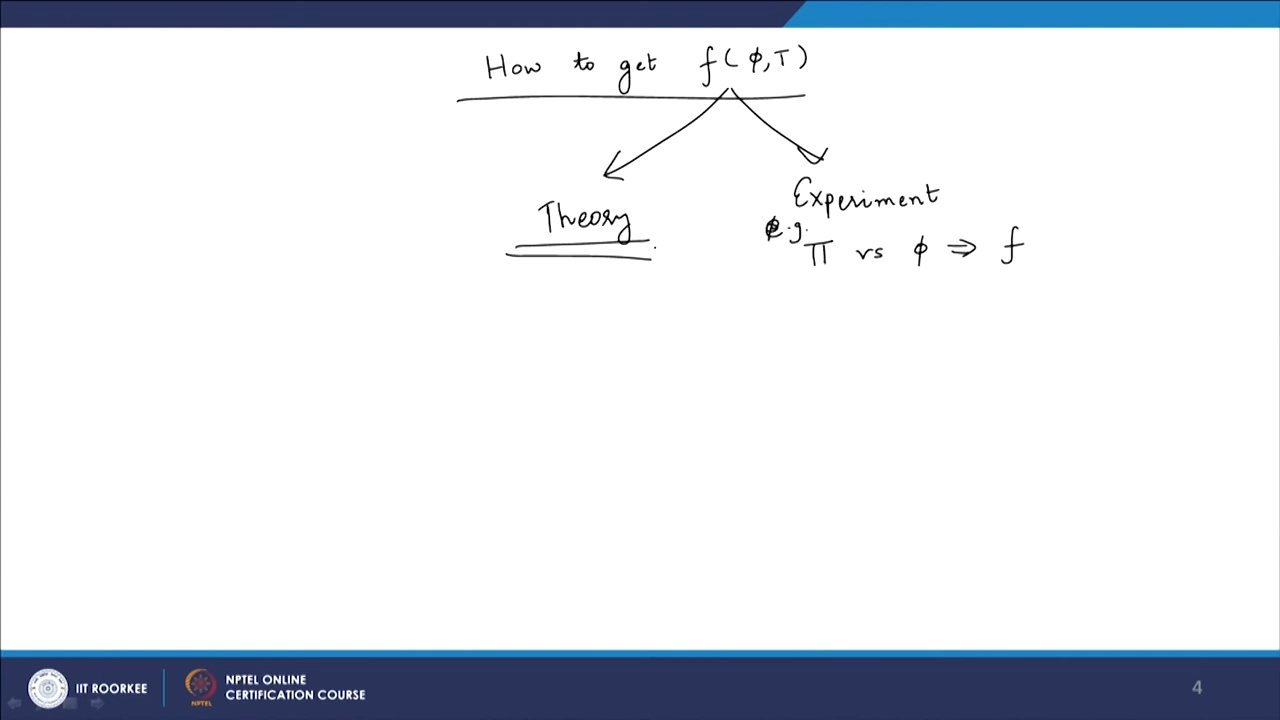 How to get f(φ,T)
Theory
Experiment
e.g.
Π vs φ ⇒ f
IIT ROORKEE
NPTEL ONLINE
CERTIFICATION COURSE
4